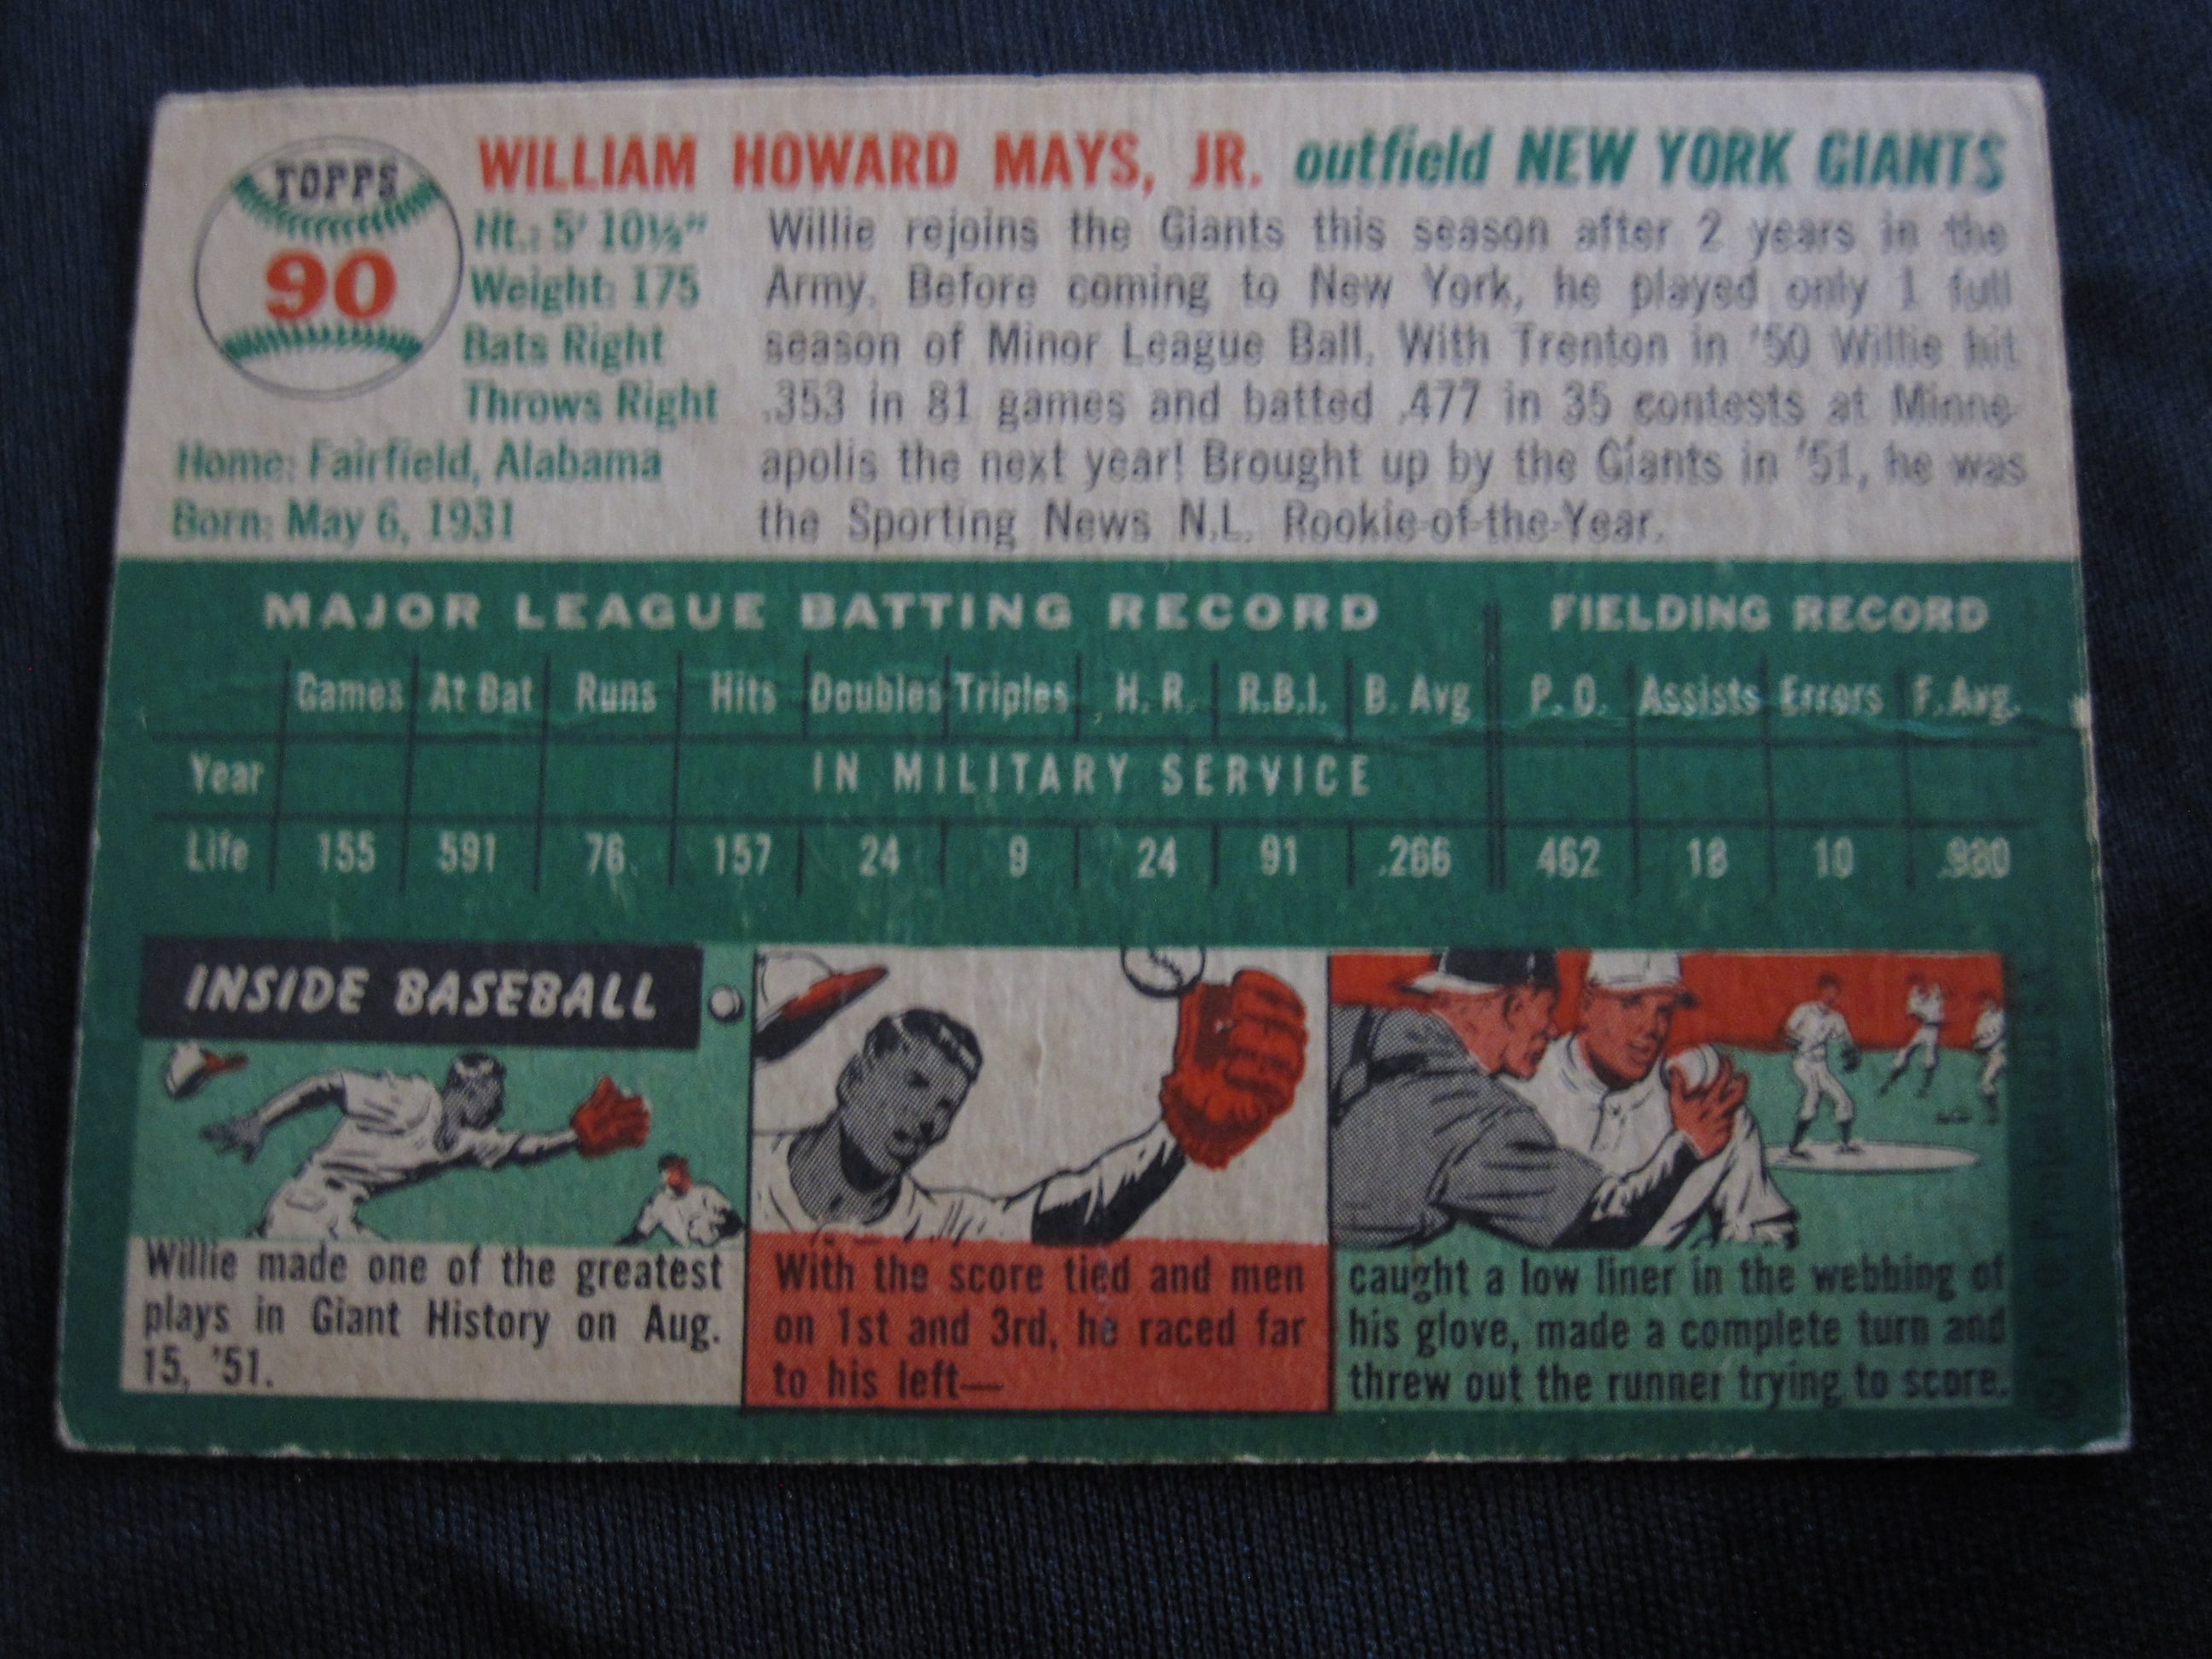 TOPPS
90
WILLIAM HOWARD MAYS, JR. outfield NEW YORK GIANTS
Ht.: 5' 10½"
Weight: 175
Bats Right
Throws Right
Home: Fairfield, Alabama
Born: May 6, 1931
Willie rejoins the Giants this season after 2 years in the
Army. Before coming to New York, he played only 1 full
season of Minor League Ball. With Trenton in '50 Willie hit
.353 in 81 games and batted .477 in 35 contests at Minne-
apolis the next year! Brought up by the Giants in '51, he was
the Sporting News N.L. Rookie-of-the-Year.
MAJOR LEAGUE BATTING RECORD FIELDING RECORD
Games At Bat Runs Hits Doubles Triples H. R. R.B.I. B. Avg P. O. Assists Errors F. Avg.
Year IN MILITARY SERVICE
Life 155 591 76 157 24 9 24 91 .266 462 18 10 .980
INSIDE BASEBALL
Willie made one of the greatest
plays in Giant History on Aug.
15, '51.
With the score tied and men
on 1st and 3rd, he raced far
to his left—
caught a low liner in the webbing of
his glove, made a complete turn and
threw out the runner trying to score.